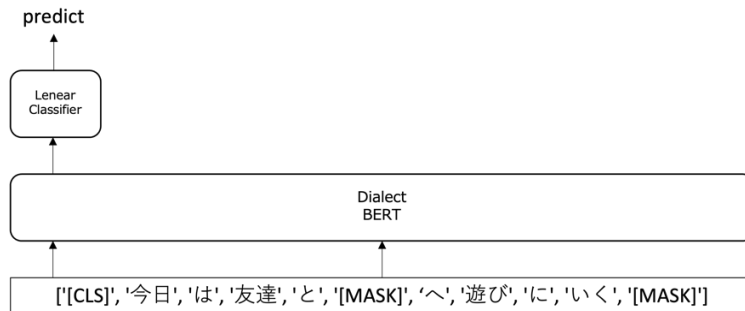 predict
Lenear
Classifier
Dialect
BERT
['[CLS]', '今日', 'は', '友達', 'と', '[MASK]', ‘へ', '遊び', 'に', 'いく', '[MASK]']